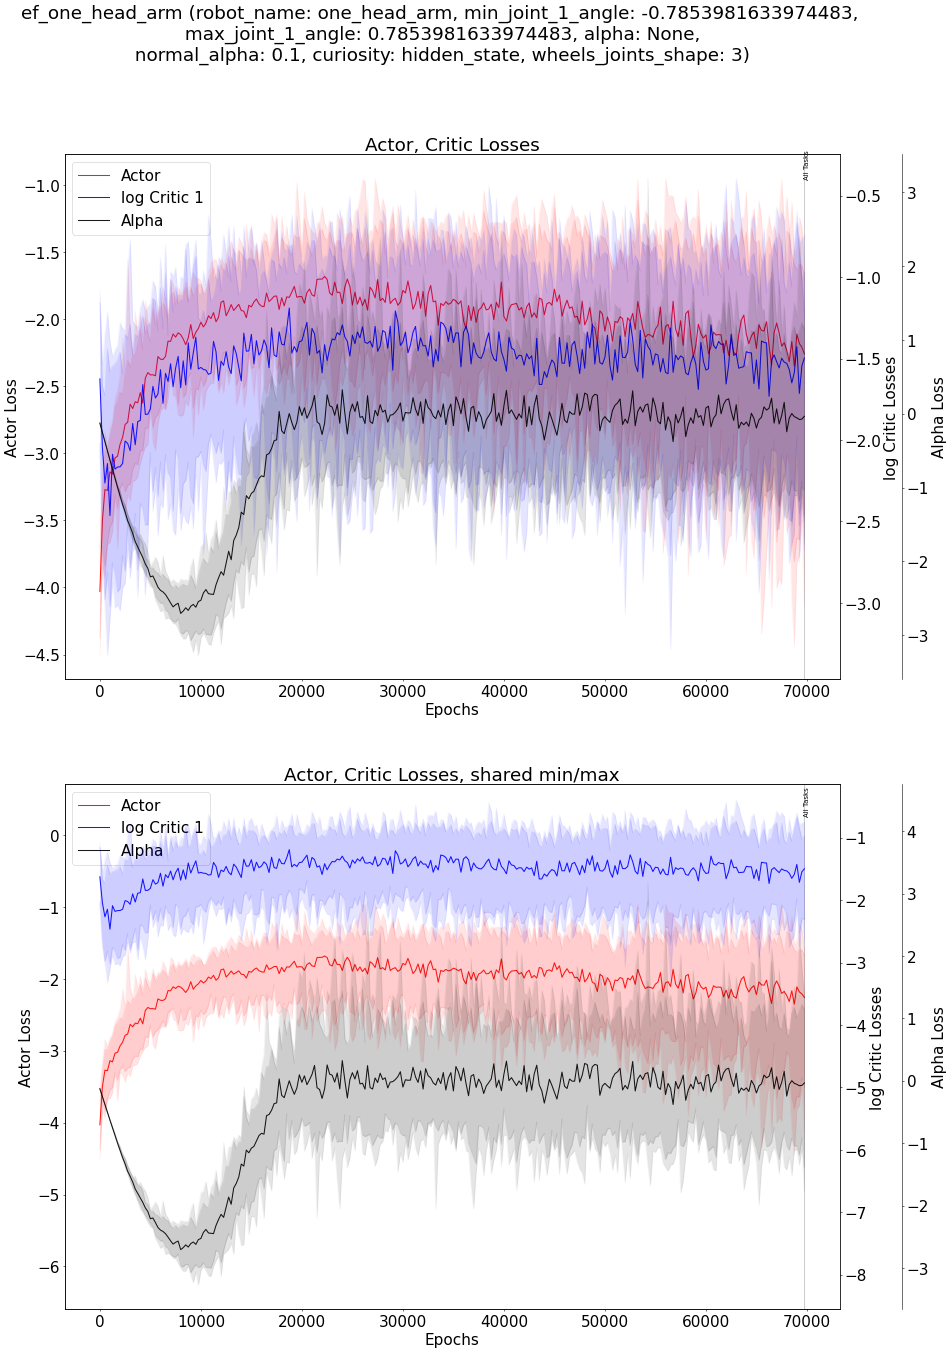 ef_one_head_arm (robot_name: one_head_arm, min_joint_1_angle: -0.7853981633974483,
max_joint_1_angle: 0.7853981633974483, alpha: None,
normal_alpha: 0.1, curiosity: hidden_state, wheels_joints_shape: 3)
Actor, Critic Losses
Actor
log Critic 1
Alpha
All Tasks
Actor Loss
−1.0
−1.5
−2.0
−2.5
−3.0
−3.5
−4.0
−4.5
−0.5
−1.0
−1.5
−2.0
−2.5
−3.0
log Critic Losses
3
2
1
0
−1
−2
−3
Alpha Loss
0
10000
20000
30000
40000
50000
60000
70000
Epochs
Actor, Critic Losses, shared min/max
Actor
log Critic 1
Alpha
All Tasks
Actor Loss
0
−1
−2
−3
−4
−5
−6
−1
−2
−3
−4
−5
−6
−7
−8
log Critic Losses
4
3
2
1
0
−1
−2
−3
Alpha Loss
0
10000
20000
30000
40000
50000
60000
70000
Epochs